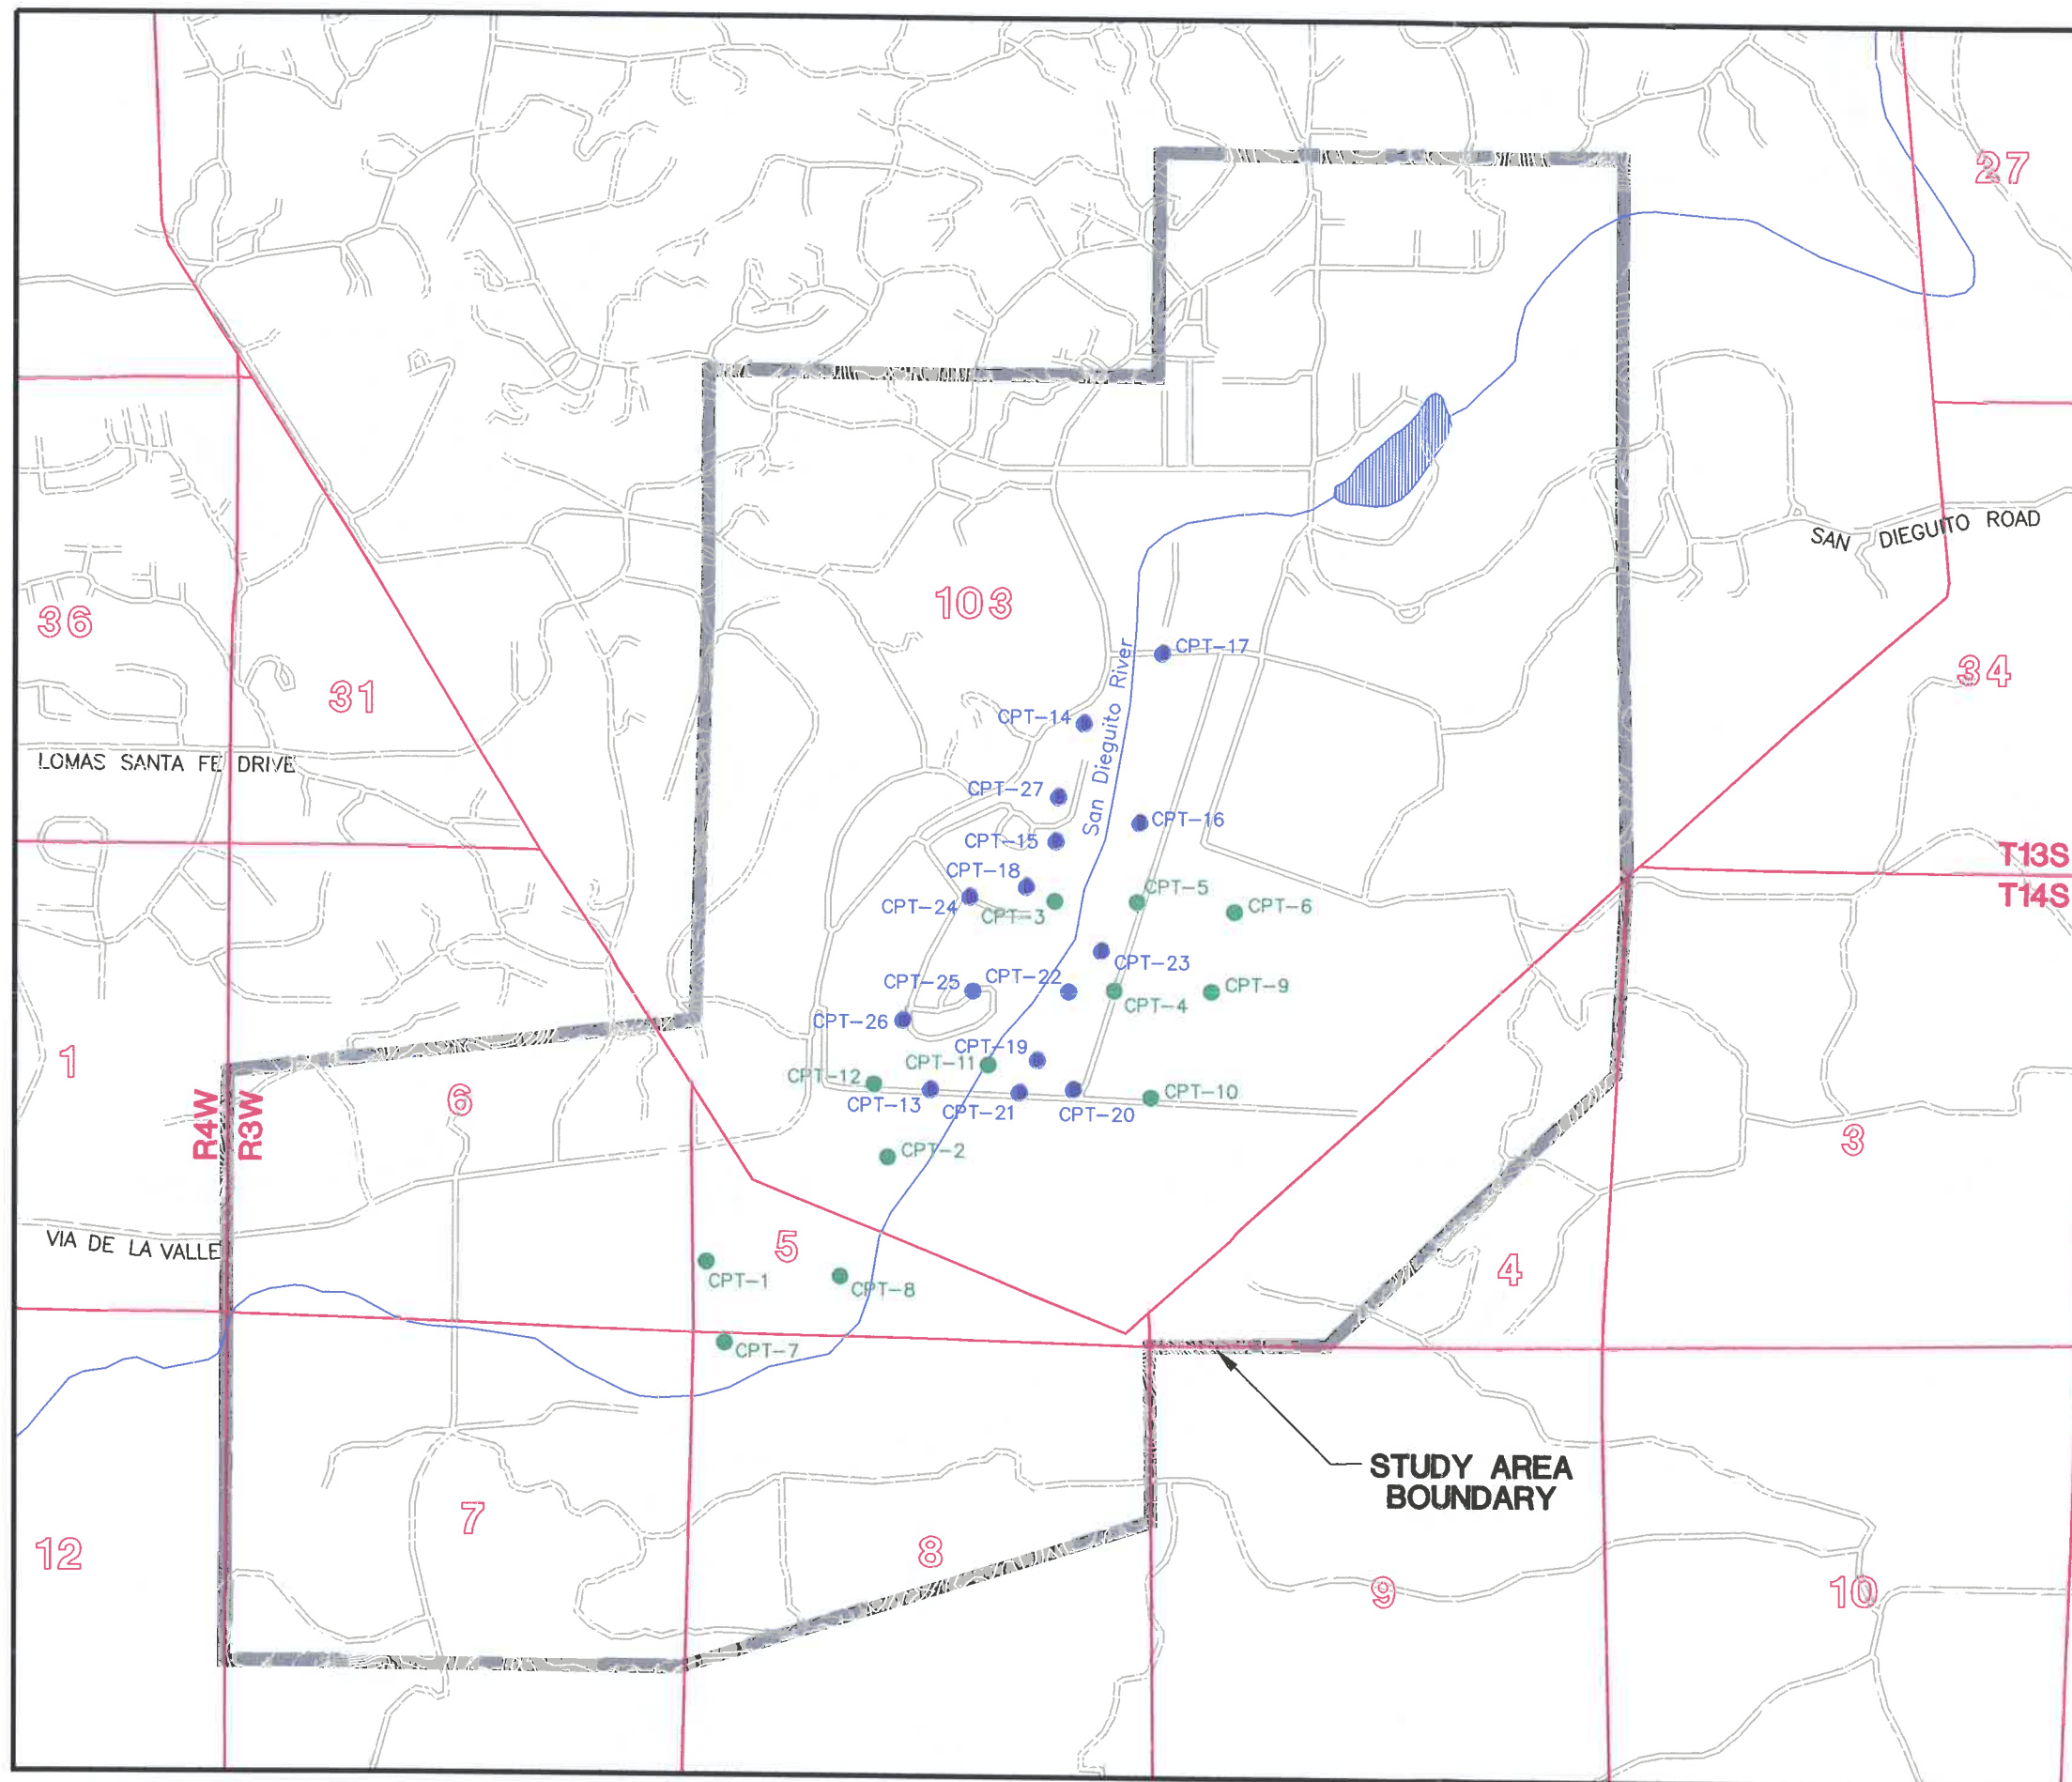 27
SAN DIEGUITO ROAD
103
36
CPT-17
34
31
San Dieguito River
CPT-14
LOMAS SANTA FE DRIVE
CPT-27
CPT-16
CPT-15
T13S
CPT-18
CPT-5
T14S
CPT-24
CPT-3
CPT-6
CPT-23
CPT-25
CPT-22
CPT-9
CPT-4
CPT-26
CPT-19
1
CPT-11
CPT-12
6
CPT-10
CPT-13
CPT-21
CPT-20
R4W
R3W
3
CPT-2
VIA DE LA VALLE
5
4
CPT-1
CPT-8
CPT-7
STUDY AREA
BOUNDARY
7
12
8
9
10